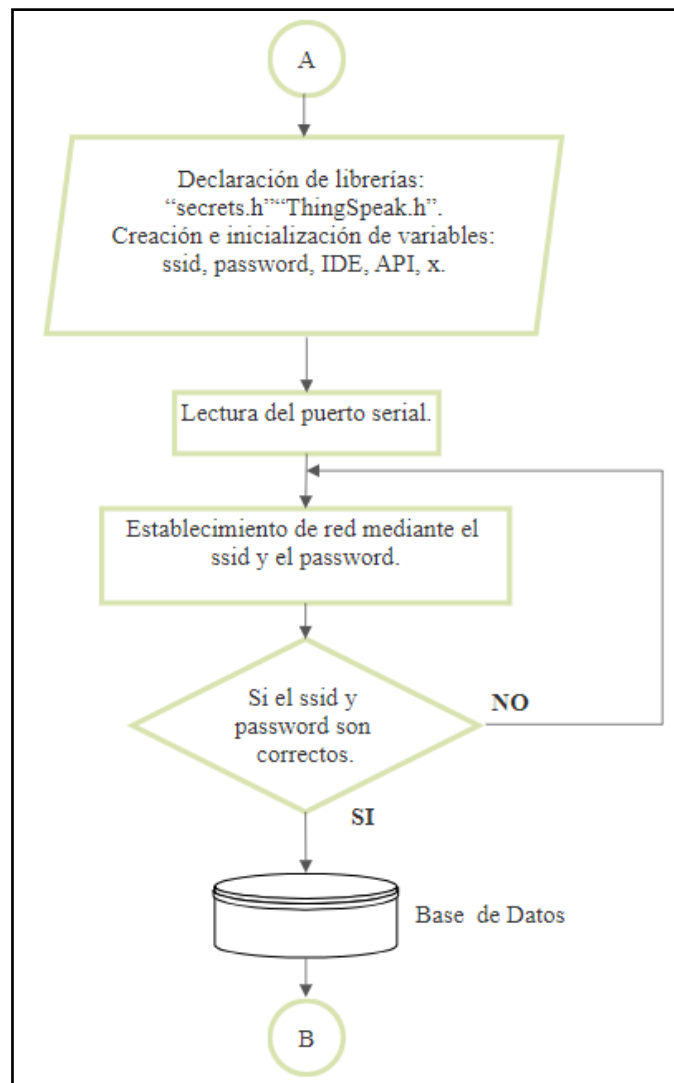 A
Declaración de librerías:
“secrets.h”“ThingSpeak.h”.
Creación e inicialización de variables:
ssid, password, IDE, API, x.
Lectura del puerto serial.
Establecimiento de red mediante el
ssid y el password.
Si el ssid y
password son
correctos.
NO
SI
Base de Datos
B